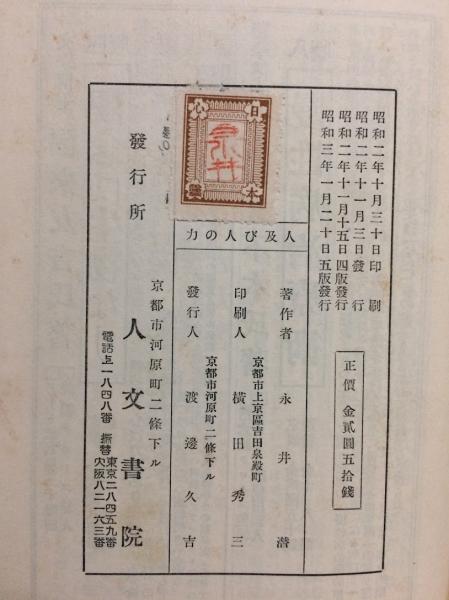 昭和二年十月三十日印刷
昭和二年十一月三日發行
昭和二年十一月十五日四版發行
昭和三年一月二十日五版發行
正價 金貳圓五拾錢
人及び人の力
著作者 永井潛
京都市上京區吉田泉殿町
印刷人 橫田秀三
京都市河原町二條下ル
發行人 渡邊久吉
日本
永井
發行所
京都市河原町二條下ル
人文書院
電話上一八四八番 振替
東京二八四五九番
大阪八二一六三番